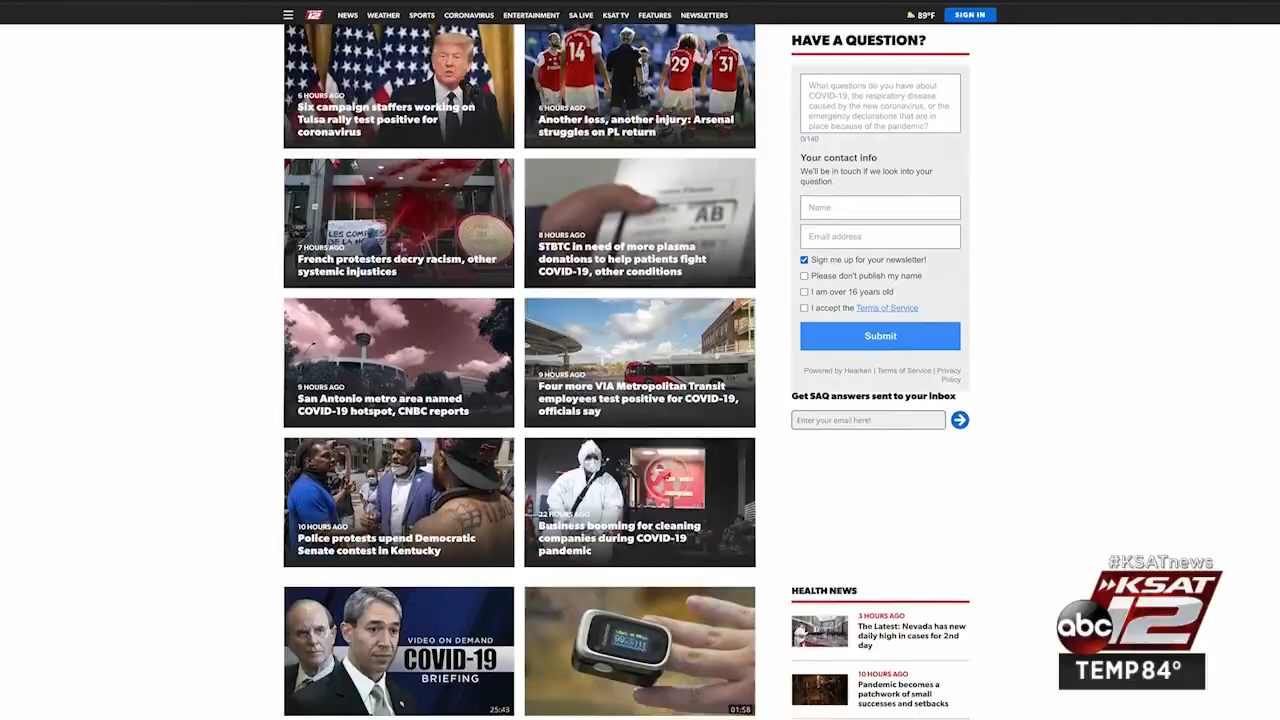 12
NEWS WEATHER SPORTS CORONAVIRUS ENTERTAINMENT SA LIVE KSAT TV FEATURES NEWSLETTERS
89°F
SIGN IN
6 HOURS AGO
Six campaign staffers working on
Tulsa rally test positive for
coronavirus
14
29
31
6 HOURS AGO
Another loss, another injury: Arsenal
struggles on PL return
LES
7 HOURS AGO
French protesters decry racism, other
systemic injustices
AB
8 HOURS AGO
STBTC in need of more plasma
donations to help patients fight
COVID-19, other conditions
9 HOURS AGO
San Antonio metro area named
COVID-19 hotspot, CNBC reports
9 HOURS AGO
Four more VIA Metropolitan Transit
employees test positive for COVID-19,
officials say
10 HOURS AGO
Police protests upend Democratic
Senate contest in Kentucky
22 HOURS AGO
Business booming for cleaning
companies during COVID-19
pandemic
VIDEO ON DEMAND
COVID-19
BRIEFING
25:43
01:58
HAVE A QUESTION?
What questions do you have about
COVID-19, the respiratory disease
caused by the new coronavirus, or the
emergency declarations that are in
place because of the pandemic?
0/140
Your contact info
We'll be in touch if we look into your
question.
Name
Email address
Sign me up for your newsletter!
Please don't publish my name
I am over 16 years old
I accept the Terms of Service
Submit
Powered by Hearken | Terms of Service | Privacy
Policy
Get SAQ answers sent to your inbox
Enter your email here!
HEALTH NEWS
3 HOURS AGO
The Latest: Nevada has new
daily high in cases for 2nd
day
10 HOURS AGO
Pandemic becomes a
patchwork of small
successes and setbacks
#KSATnews
KSAT
abc 12
TEMP 84°